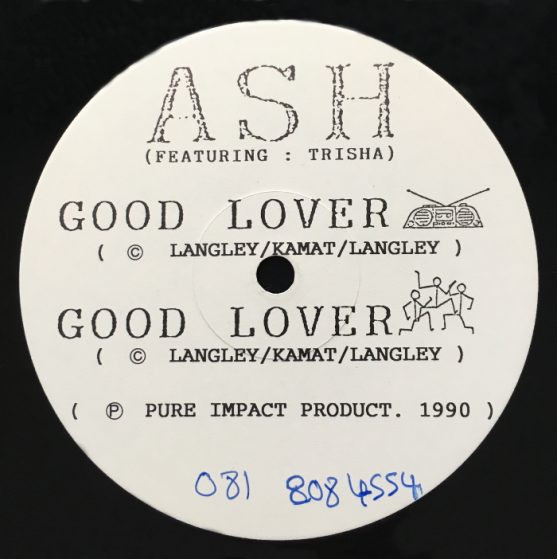 ASH
(FEATURING : TRISHA)
GOOD LOVER
( © LANGLEY/KAMAT/LANGLEY )
GOOD LOVER
( © LANGLEY/KAMAT/LANGLEY )
( ℗ PURE IMPACT PRODUCT. 1990 )
081 808 4554